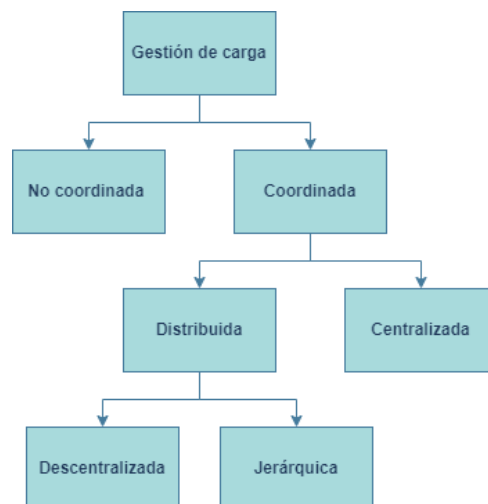 Gestión de carga
No coordinada
Coordinada
Distribuida
Centralizada
Descentralizada
Jerárquica